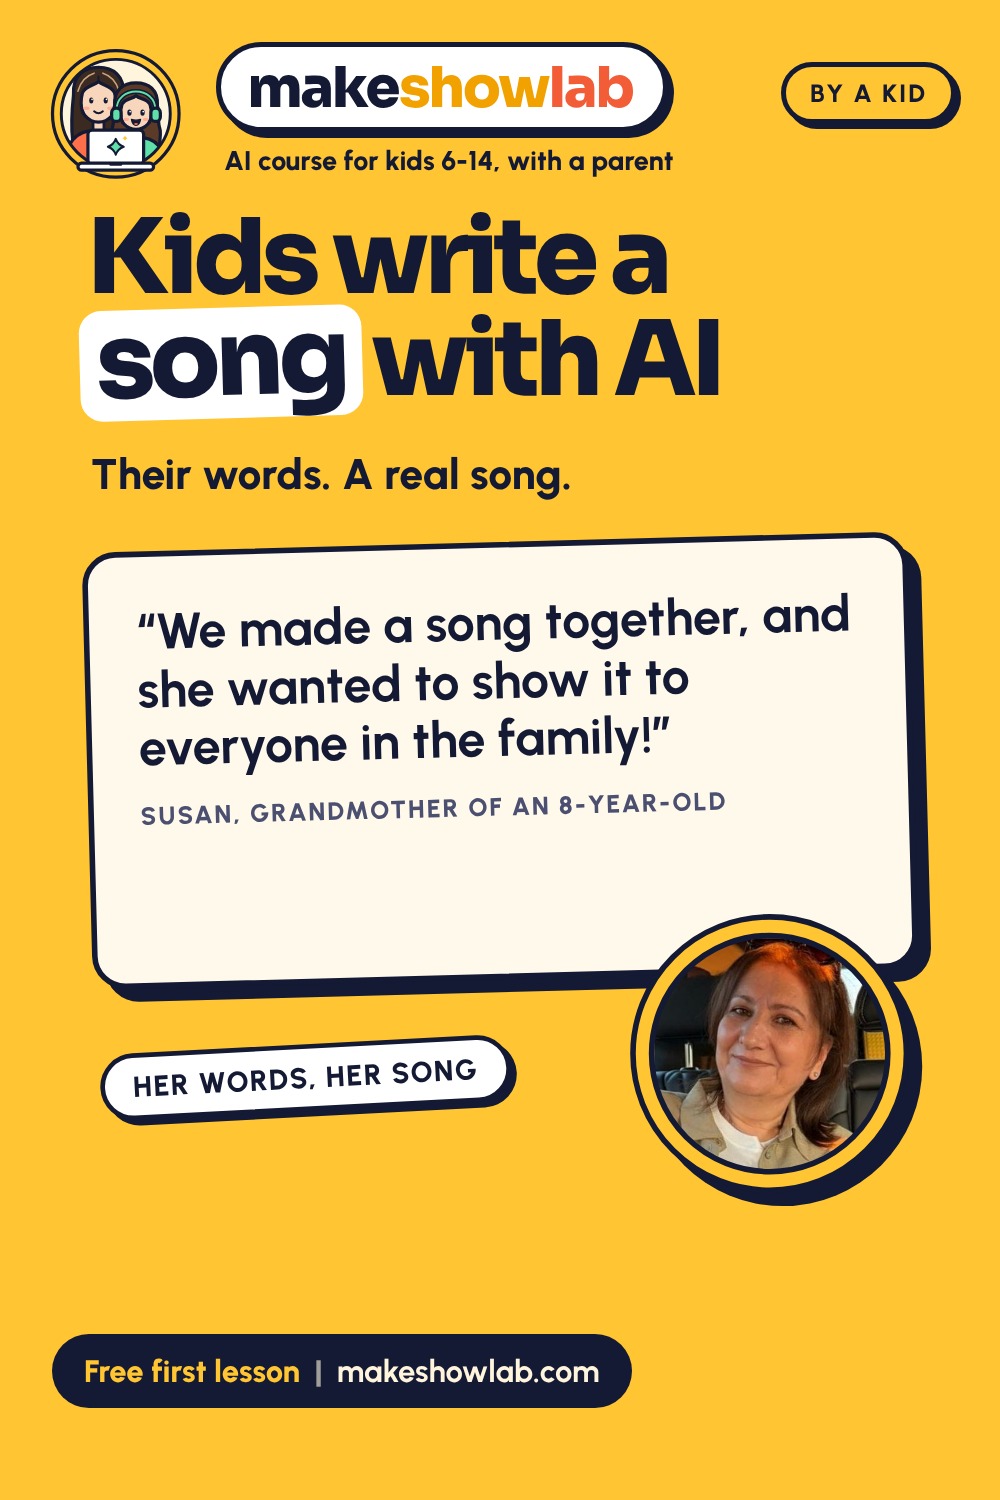 makeshowlab
BY A KID
AI course for kids 6-14, with a parent
Kids write a
song with AI
Their words. A real song.
“We made a song together, and
she wanted to show it to
everyone in the family!”
SUSAN, GRANDMOTHER OF AN 8-YEAR-OLD
HER WORDS, HER SONG
Free first lesson | makeshowlab.com